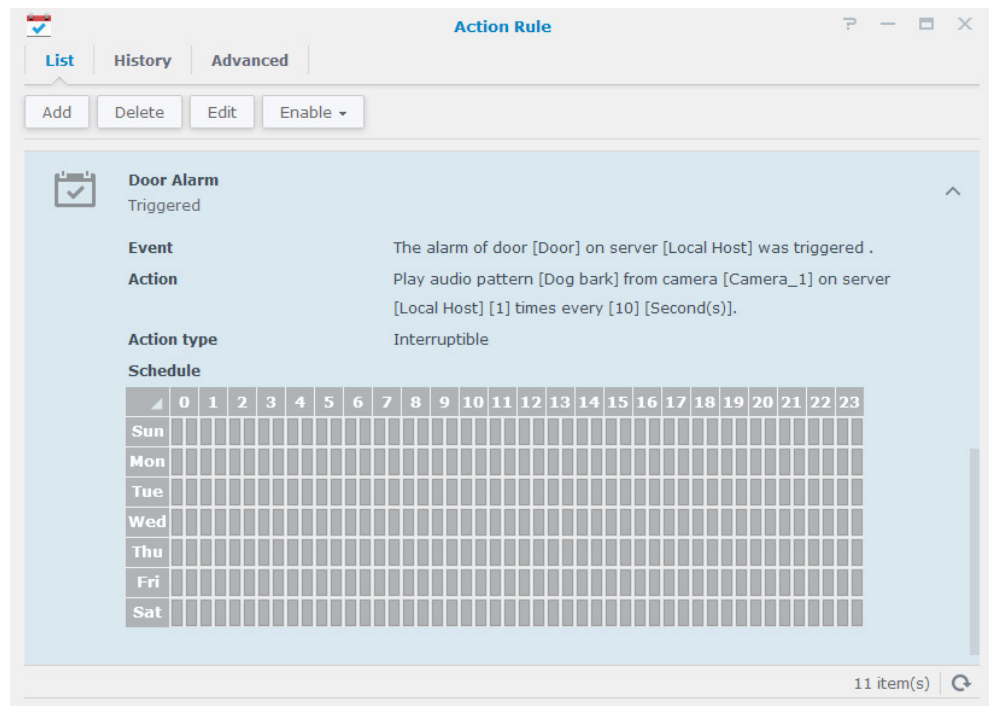 Action Rule
List History Advanced
Add Delete Edit Enable
Door Alarm
Triggered
Event The alarm of door [Door] on server [Local Host] was triggered .
Action Play audio pattern [Dog bark] from camera [Camera_1] on server
[Local Host] [1] times every [10] [Second(s)].
Action type Interruptible
Schedule
0 1 2 3 4 5 6 7 8 9 10 11 12 13 14 15 16 17 18 19 20 21 22 23
Sun
Mon
Tue
Wed
Thu
Fri
Sat
11 item(s)